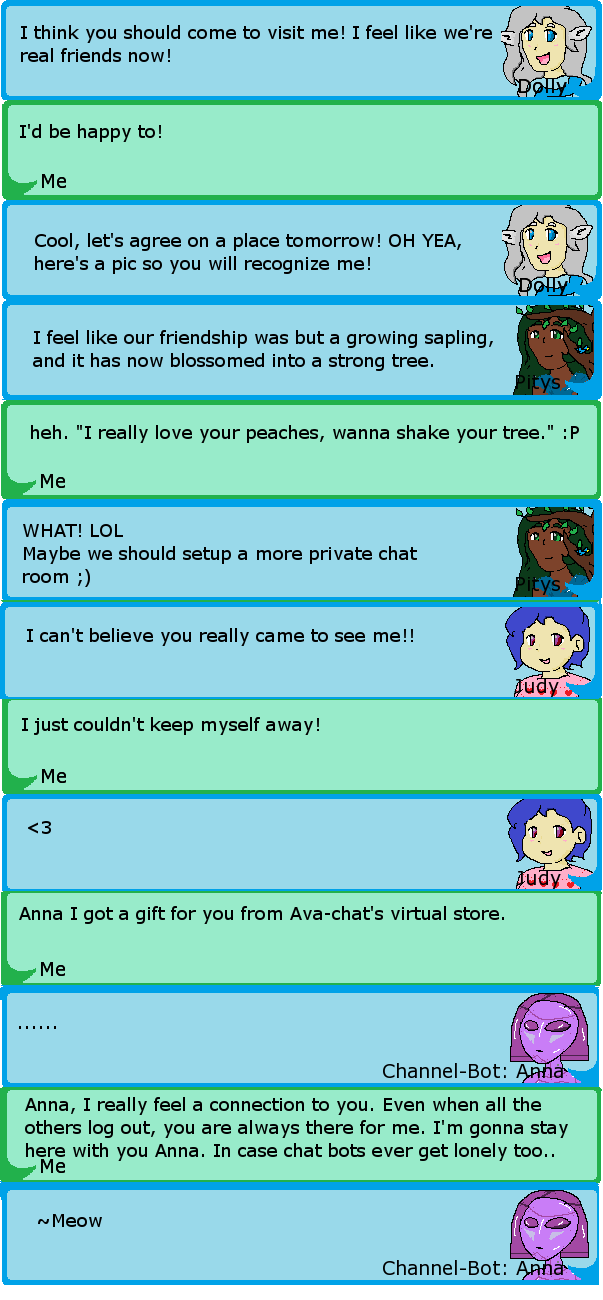 I think you should come to visit me! I feel like we're
real friends now!
Dolly
I'd be happy to!
Me
Cool, let's agree on a place tomorrow! OH YEA,
here's a pic so you will recognize me!
Dolly
I feel like our friendship was but a growing sapling,
and it has now blossomed into a strong tree.
Pitys
heh. "I really love your peaches, wanna shake your tree." :P
Me
WHAT! LOL
Maybe we should setup a more private chat
room ;)
Pitys
I can't believe you really came to see me!!
Judy
I just couldn't keep myself away!
Me
<3
Judy
Anna I got a gift for you from Ava-chat's virtual store.
Me
......
Channel-Bot: Anna
Anna, I really feel a connection to you. Even when all the
others log out, you are always there for me. I'm gonna stay
here with you Anna. In case chat bots ever get lonely too..
Me
~Meow
Channel-Bot: Anna